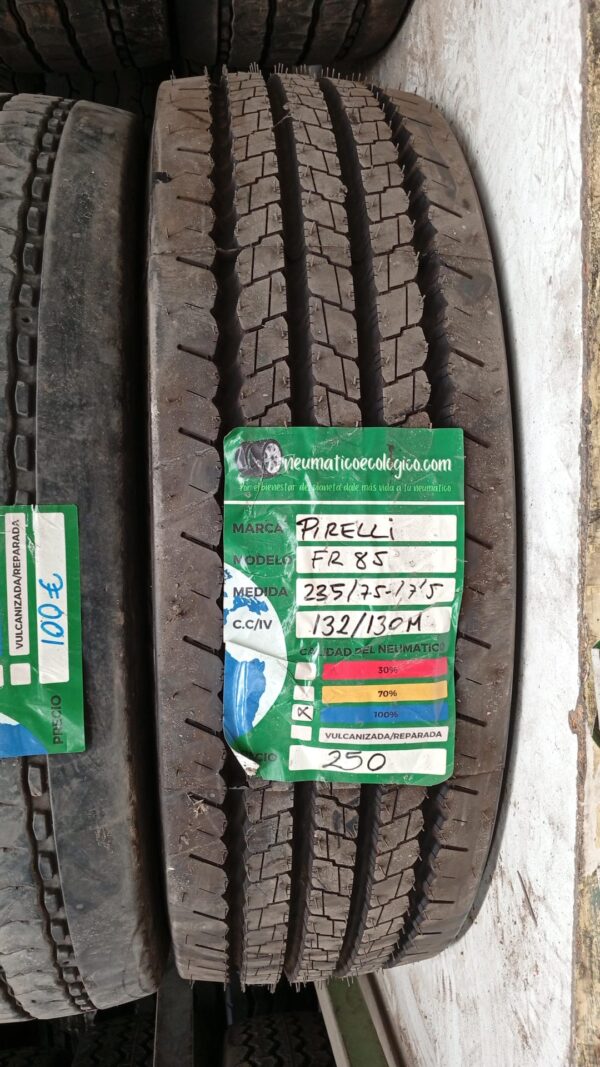 neumaticoecologico.com
Por el bienestar del planeta dale más vida a tu neumatico
MARCA PIRELLI
MODELO FR 85
MEDIDA 235/75-17'5
C.C/IV 132/130M
CALIDAD DEL NEUMATICO
30%
70%
X 100%
VULCANIZADA/REPARADA
250
VULCANIZADA/REPARADA
PRECIO 100€